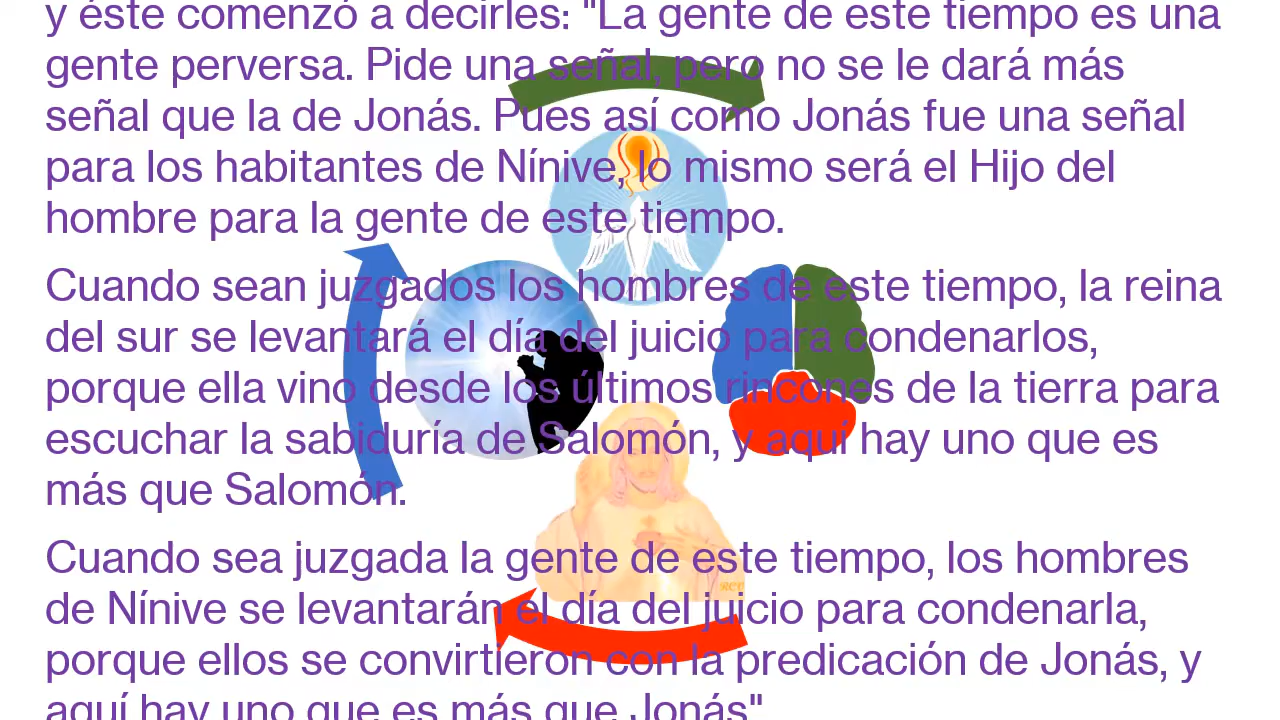 y éste comenzó a decirles: "La gente de este tiempo es una
gente perversa. Pide una señal, pero no se le dará más
señal que la de Jonás. Pues así como Jonás fue una señal
para los habitantes de Nínive, lo mismo será el Hijo del
hombre para la gente de este tiempo.
Cuando sean juzgados los hombres de este tiempo, la reina
del sur se levantará el día del juicio para condenarlos,
porque ella vino desde los últimos rincones de la tierra para
escuchar la sabiduría de Salomón, y aquí hay uno que es
más que Salomón.
Cuando sea juzgada la gente de este tiempo, los hombres
de Nínive se levantarán el día del juicio para condenarla,
porque ellos se convirtieron con la predicación de Jonás, y
aquí hay uno que es más que Jonás"